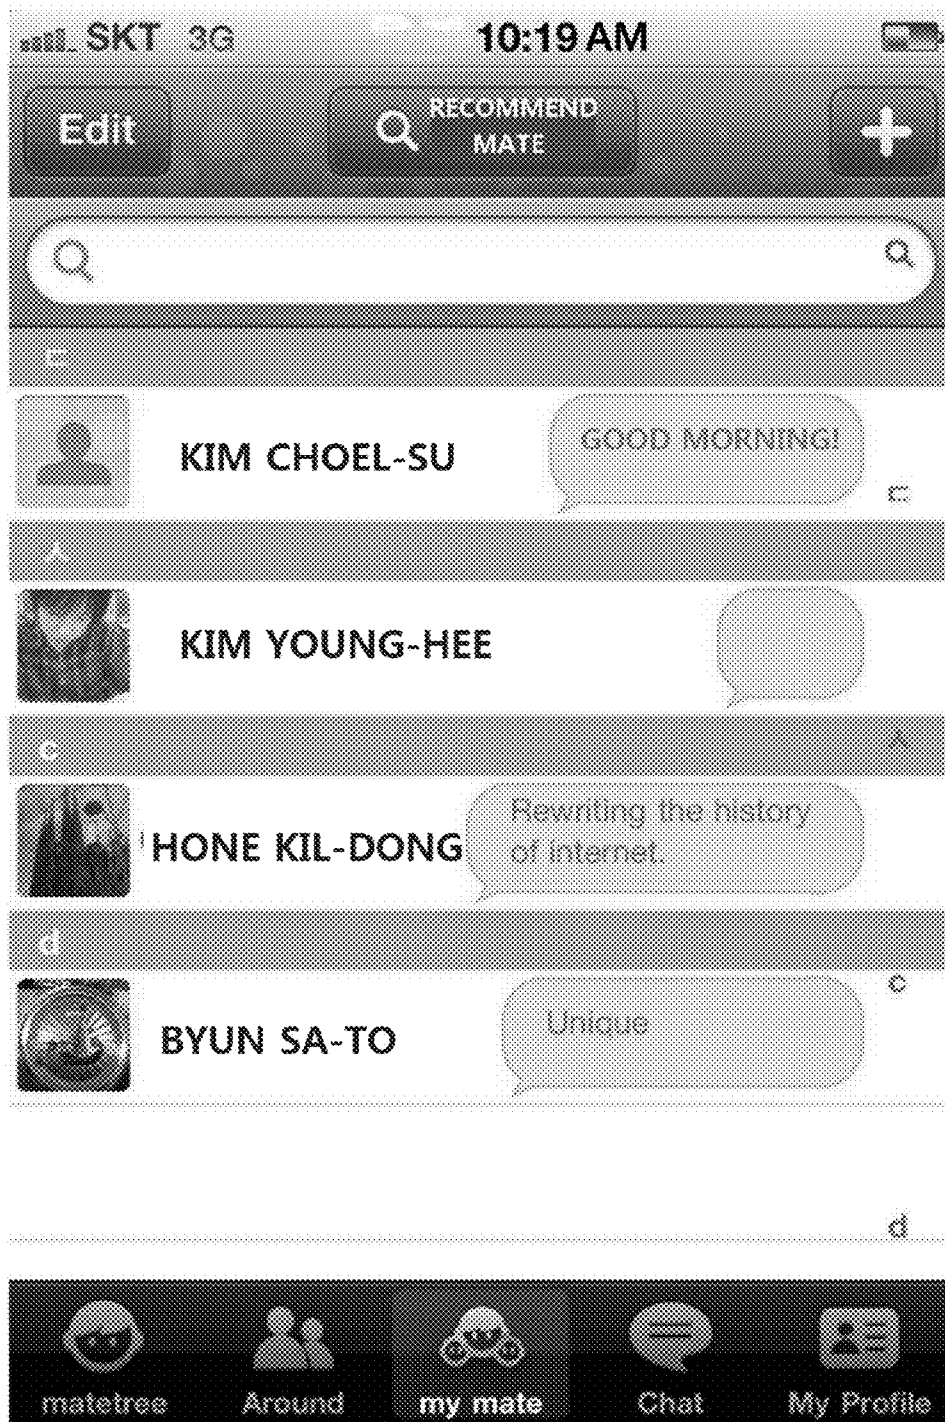 SKT 3G 10:19 AM
Edit
RECOMMEND
MATE
+
ㄷ
KIM CHOEL-SU
GOOD MORNING!
ㄷ
ㅅ
KIM YOUNG-HEE
c
ㅅ
HONE KIL-DONG
Rewriting the history
of internet.
d
BYUN SA-TO
Unique
c
d
matetree Around my mate Chat My Profile